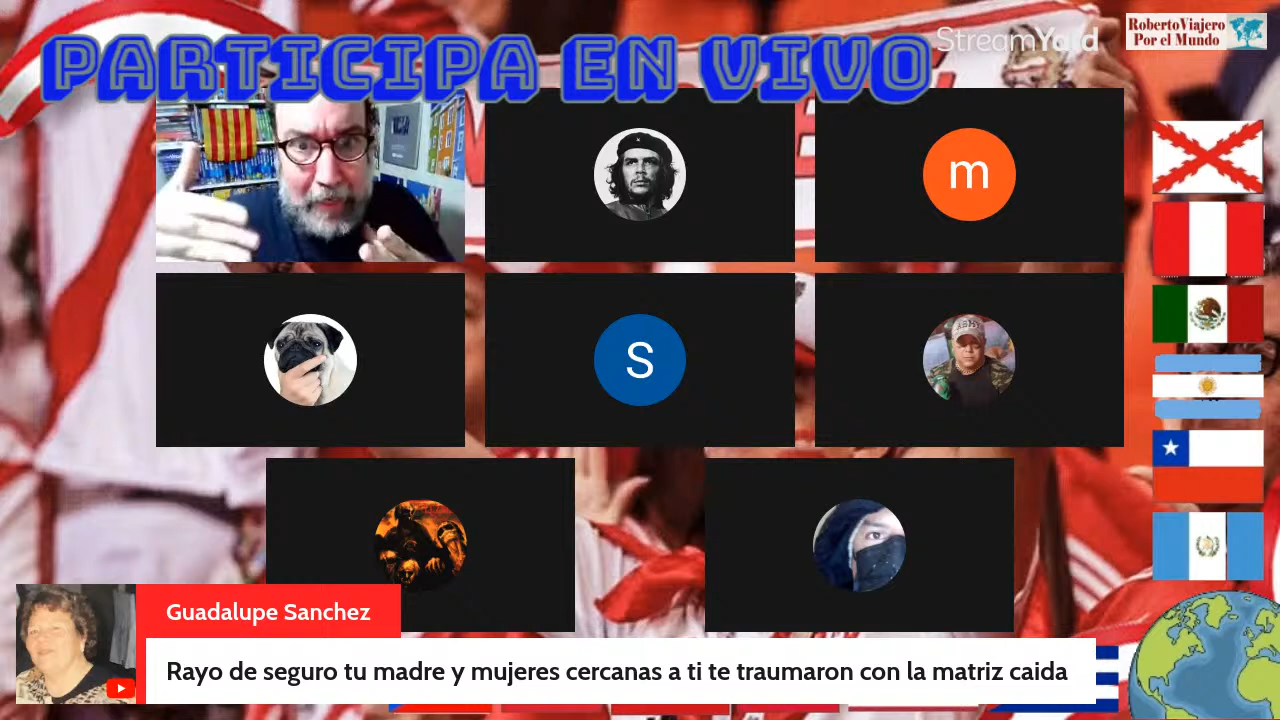 PARTICIPA EN VIVO
StreamYard
RobertoViajero
Por el Mundo
m
S
ARMY
Guadalupe Sanchez
Rayo de seguro tu madre y mujeres cercanas a ti te traumaron con la matriz caida